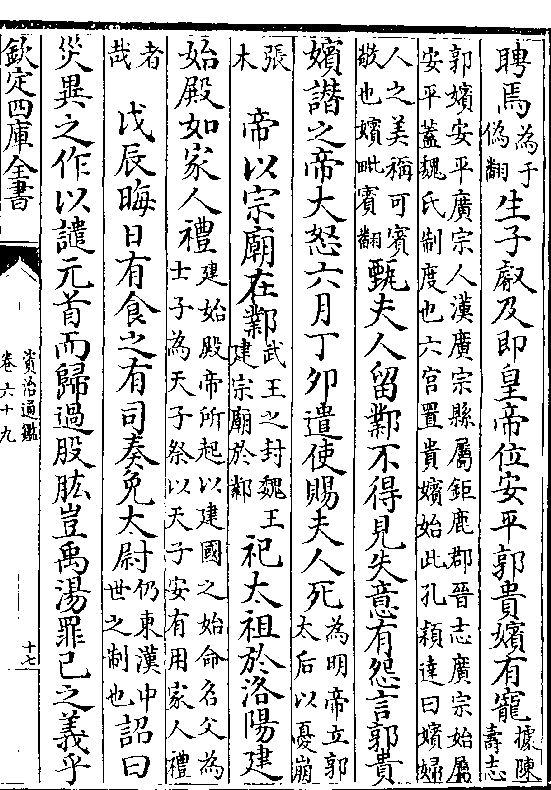 聘焉為于偽翻生子叡及即皇帝位安平郭貴嬪有寵據陳壽志
郭嬪安平廣宗人漢廣宗縣屬鉅鹿郡晉志廣宗始屬
安平蓋魏氏制度也六宮置貴嬪始此孔穎達曰嬪婦
人之美稱可賓敬也嬪毗賓翻甄夫人留鄴不得見失意有怨言郭貴
嬪譖之帝大怒六月丁卯遣使賜夫人死為明帝立郭太后以憂崩
張木帝以宗廟在鄴武王之封魏王建宗廟於鄴祀太祖於洛陽建
始殿如家人禮建始殿帝所起以建國之始命名父為士子為天子祭以天子安有用家人禮
者哉戊辰晦日有食之有司奏免太尉仍東漢中世之制也詔曰
災異之作以譴元首而歸過股肱豈禹湯罪己之義乎
欽定四庫全書
資治通鑑
卷六十九
十七